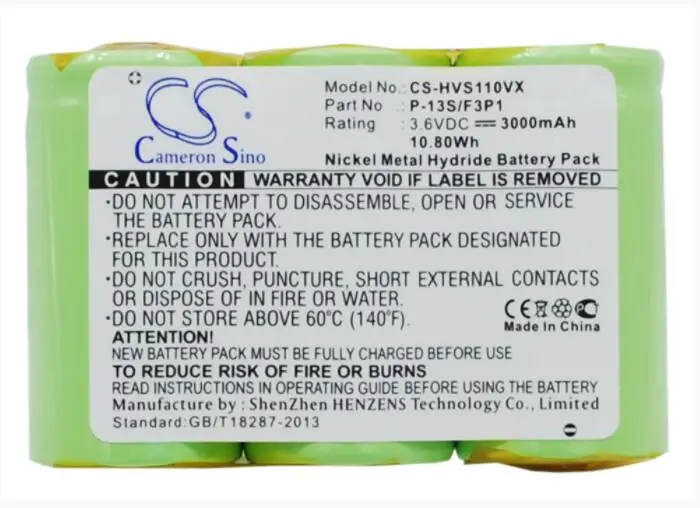 CS
Cameron Sino
Model No.: CS-HVS110VX
Part No : P-13S/F3P1
Rating : 3.6VDC ⎓ 3000mAh
10.80Wh
Nickel Metal Hydride Battery Pack
CAUTION WARRANTY VOID IF LABEL IS REMOVED
·DO NOT ATTEMPT TO DISASSEMBLE, OPEN OR SERVICE
THE BATTERY PACK.
·REPLACE ONLY WITH THE BATTERY PACK DESIGNATED
FOR THIS PRODUCT.
·DO NOT CRUSH, PUNCTURE, SHORT EXTERNAL CONTACTS
OR DISPOSE OF IN FIRE OR WATER.
·DO NOT STORE ABOVE 60°C (140°F).
CE
Made In China
ATTENTION!
NEW BATTERY PACK MUST BE FULLY CHARGED BEFORE USE
TO REDUCE RISK OF FIRE OR BURNS
READ INSTRUCTIONS IN OPERATING GUIDE BEFORE USING THE BATTERY
Manufacture by : ShenZhen HENZENS Technology Co., Limited
Standard:GB/T18287-2013